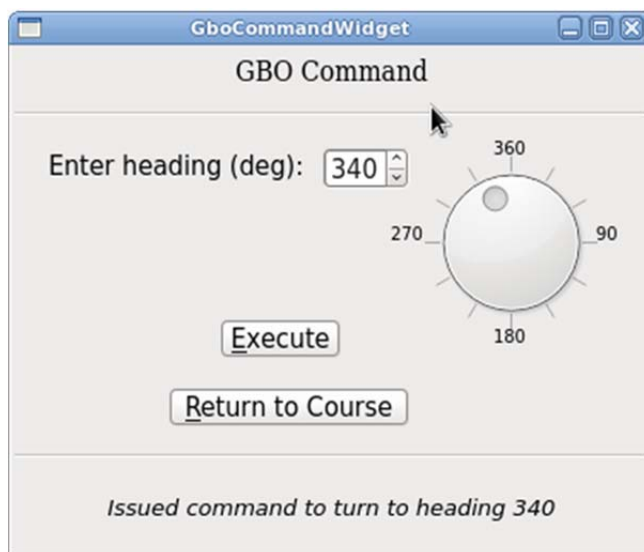 GboCommandWidget
GBO Command
Enter heading (deg): 340
360
270
90
180
Execute
Return to Course
Issued command to turn to heading 340